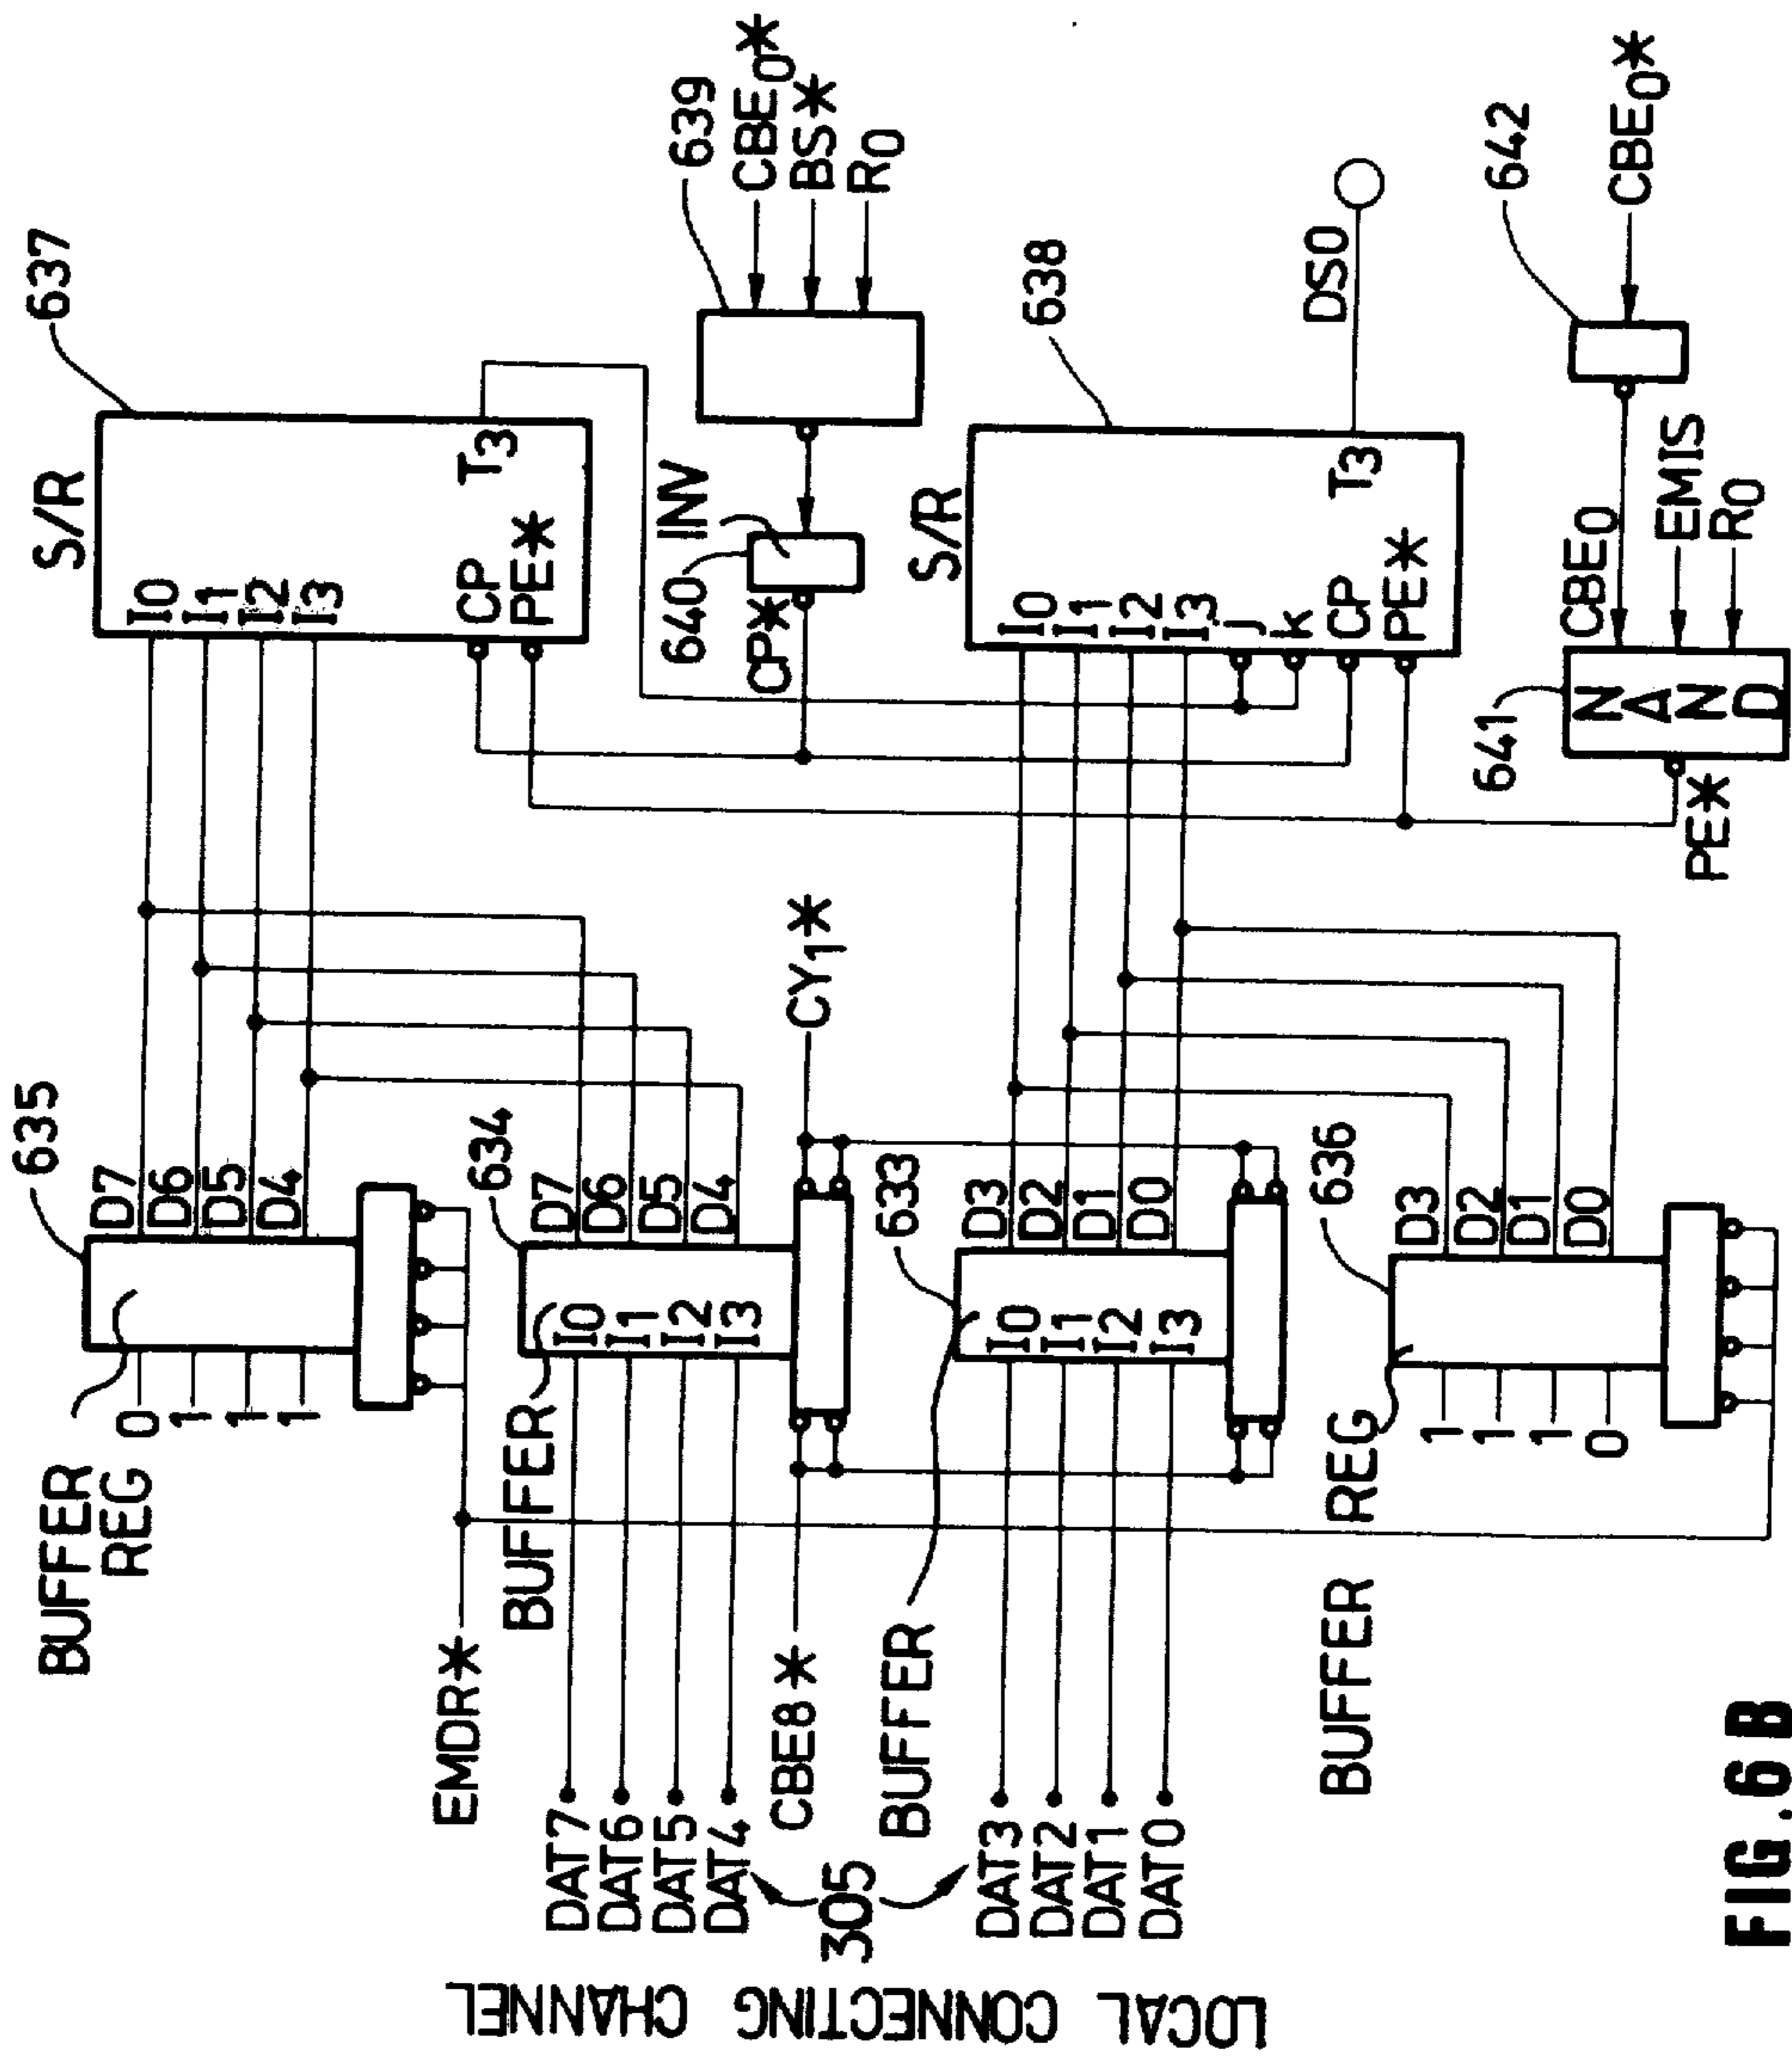 637
S/R
I0
I1
I2
I3
CP
PE*
T3
639
CBE0*
BS*
R0
INV
640
CP*
638
S/R
I0
I1
I2
I3
j
k
CP
PE*
T3
DS0
642
CBE0*
CBE0
EMIS
R0
641
NAND
PE*
635
D7
D6
D5
D4
BUFFER
REG
0
1
1
1
EMDR*
634
D7
D6
D5
D4
I0
I1
I2
I3
BUFFER
CY1*
CBE8*
DAT7
DAT6
DAT5
DAT4
305
633
D3
D2
D1
D0
I0
I1
I2
I3
BUFFER
DAT3
DAT2
DAT1
DAT0
636
D3
D2
D1
D0
BUFFER REG
1
1
1
0
LOCAL CONNECTING CHANNEL
FIG.6B